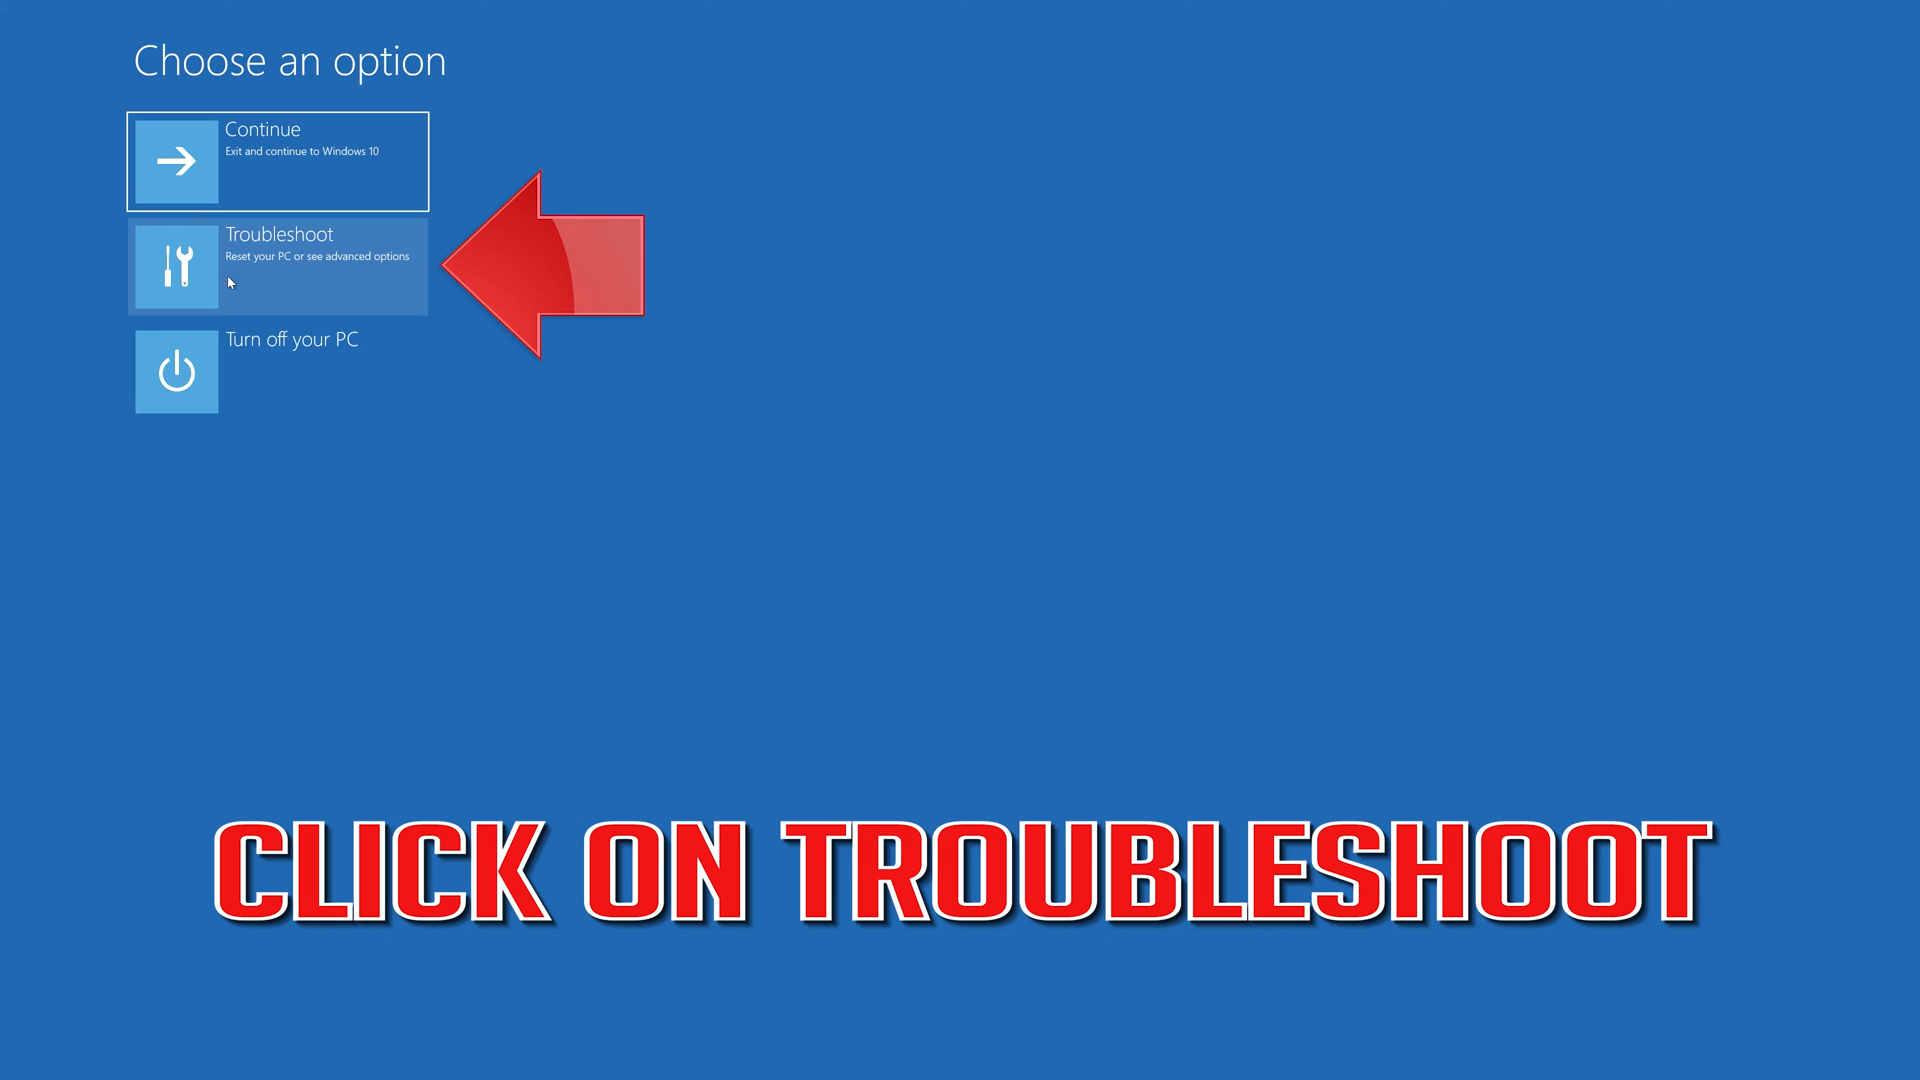 Choose an option
Continue
Exit and continue to Windows 10
Troubleshoot
Reset your PC or see advanced options
Turn off your PC
CLICK ON TROUBLESHOOT